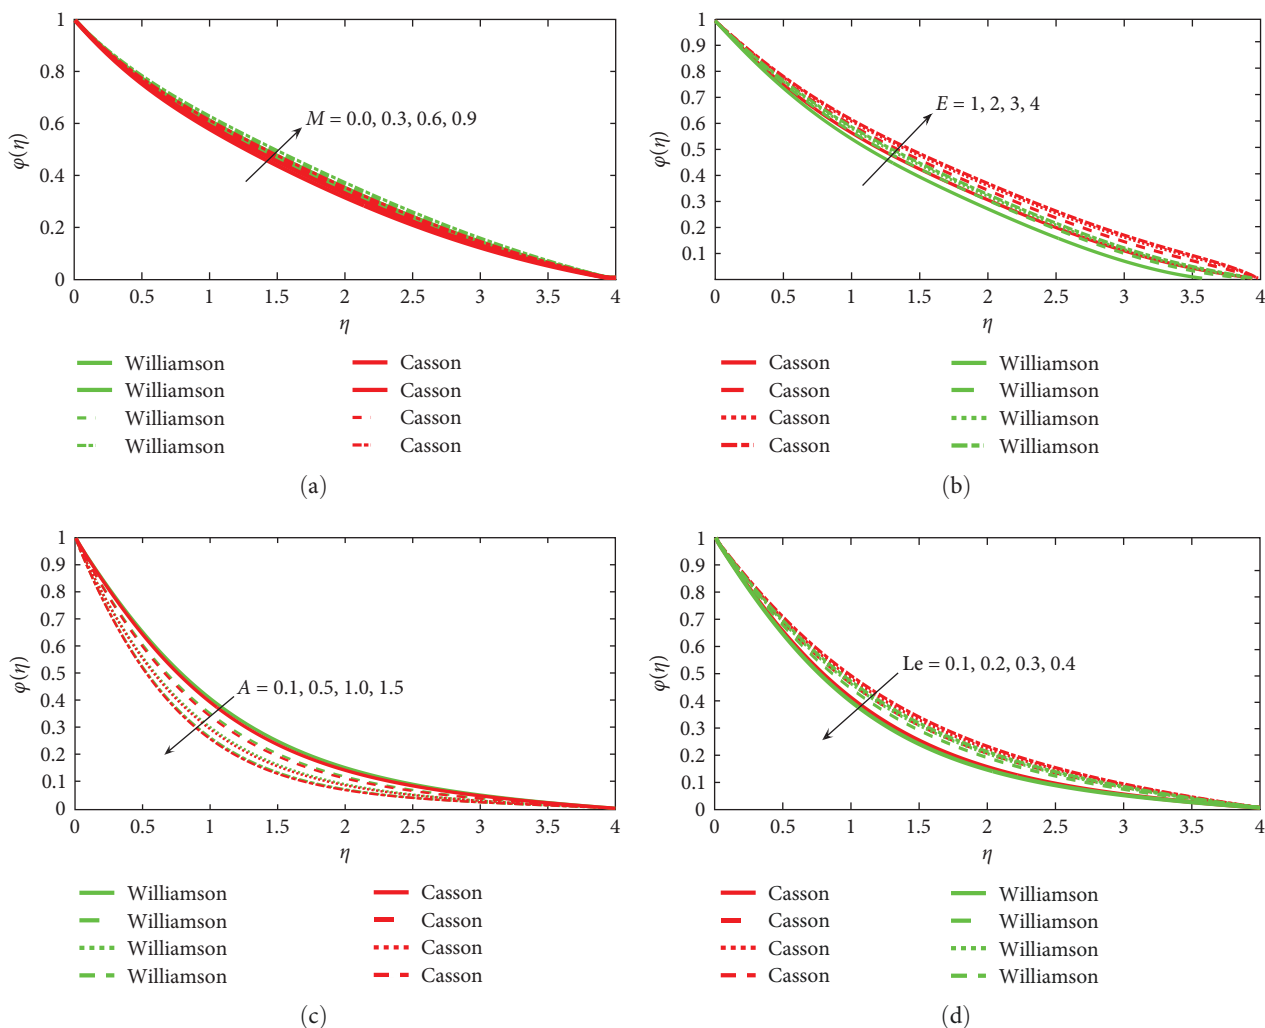 1
0.8
0.6
0.4
0.2
0
φ(η)
M = 0.0, 0.3, 0.6, 0.9
0 0.5 1 1.5 2 2.5 3 3.5 4
η
Williamson Casson
Williamson Casson
Williamson Casson
Williamson Casson
(a)
1
0.9
0.8
0.7
0.6
0.5
0.4
0.3
0.2
0.1
φ(η)
E = 1, 2, 3, 4
0 0.5 1 1.5 2 2.5 3 3.5 4
η
Casson Williamson
Casson Williamson
Casson Williamson
Casson Williamson
(b)
1
0.9
0.8
0.7
0.6
0.5
0.4
0.3
0.2
0.1
0
φ(η)
A = 0.1, 0.5, 1.0, 1.5
0 0.5 1 1.5 2 2.5 3 3.5 4
η
Williamson Casson
Williamson Casson
Williamson Casson
Williamson Casson
(c)
1
0.9
0.8
0.7
0.6
0.5
0.4
0.3
0.2
0.1
0
φ(η)
Le = 0.1, 0.2, 0.3, 0.4
0 0.5 1 1.5 2 2.5 3 3.5 4
η
Casson Williamson
Casson Williamson
Casson Williamson
Casson Williamson
(d)